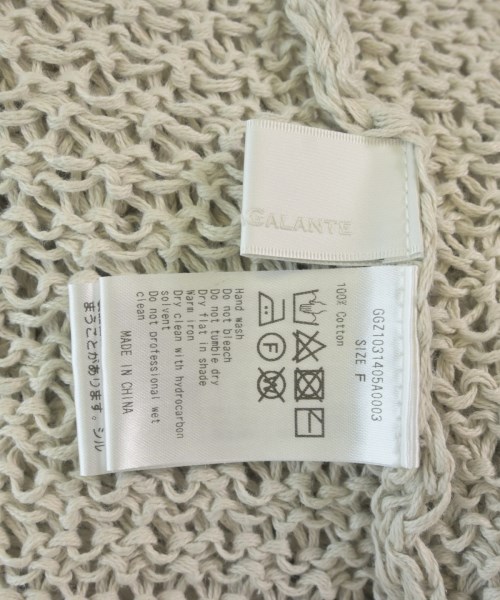 GALANTE
GGZ1031405A0003
SIZE F
100% Cotton
Hand wash
Do not bleach
Do not tumble dry
Dry flat in shade
Warm iron
Dry clean with hydrocarbon
solvent
Do not professional wet
clean
MADE IN CHINA
まうことがあります。シル